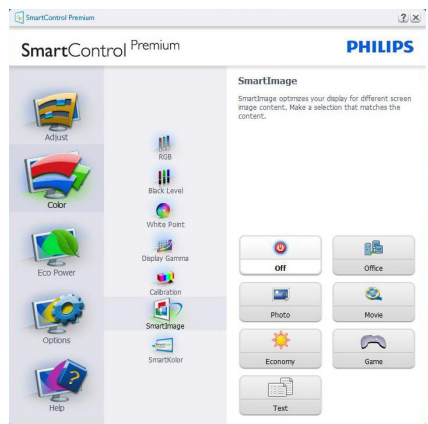 SmartControl Premium
?
SmartControl Premium
PHILIPS
Adjust
Color
Eco Power
Options
?
Help
RGB
Black Level
White Point
Display Gamma
Calibration
SmartImage
SmartKolor
SmartImage
SmartImage optimizes your display for different screen
image content. Make a selection that matches the
content.
Off
Office
Photo
Movie
Economy
Game
Text